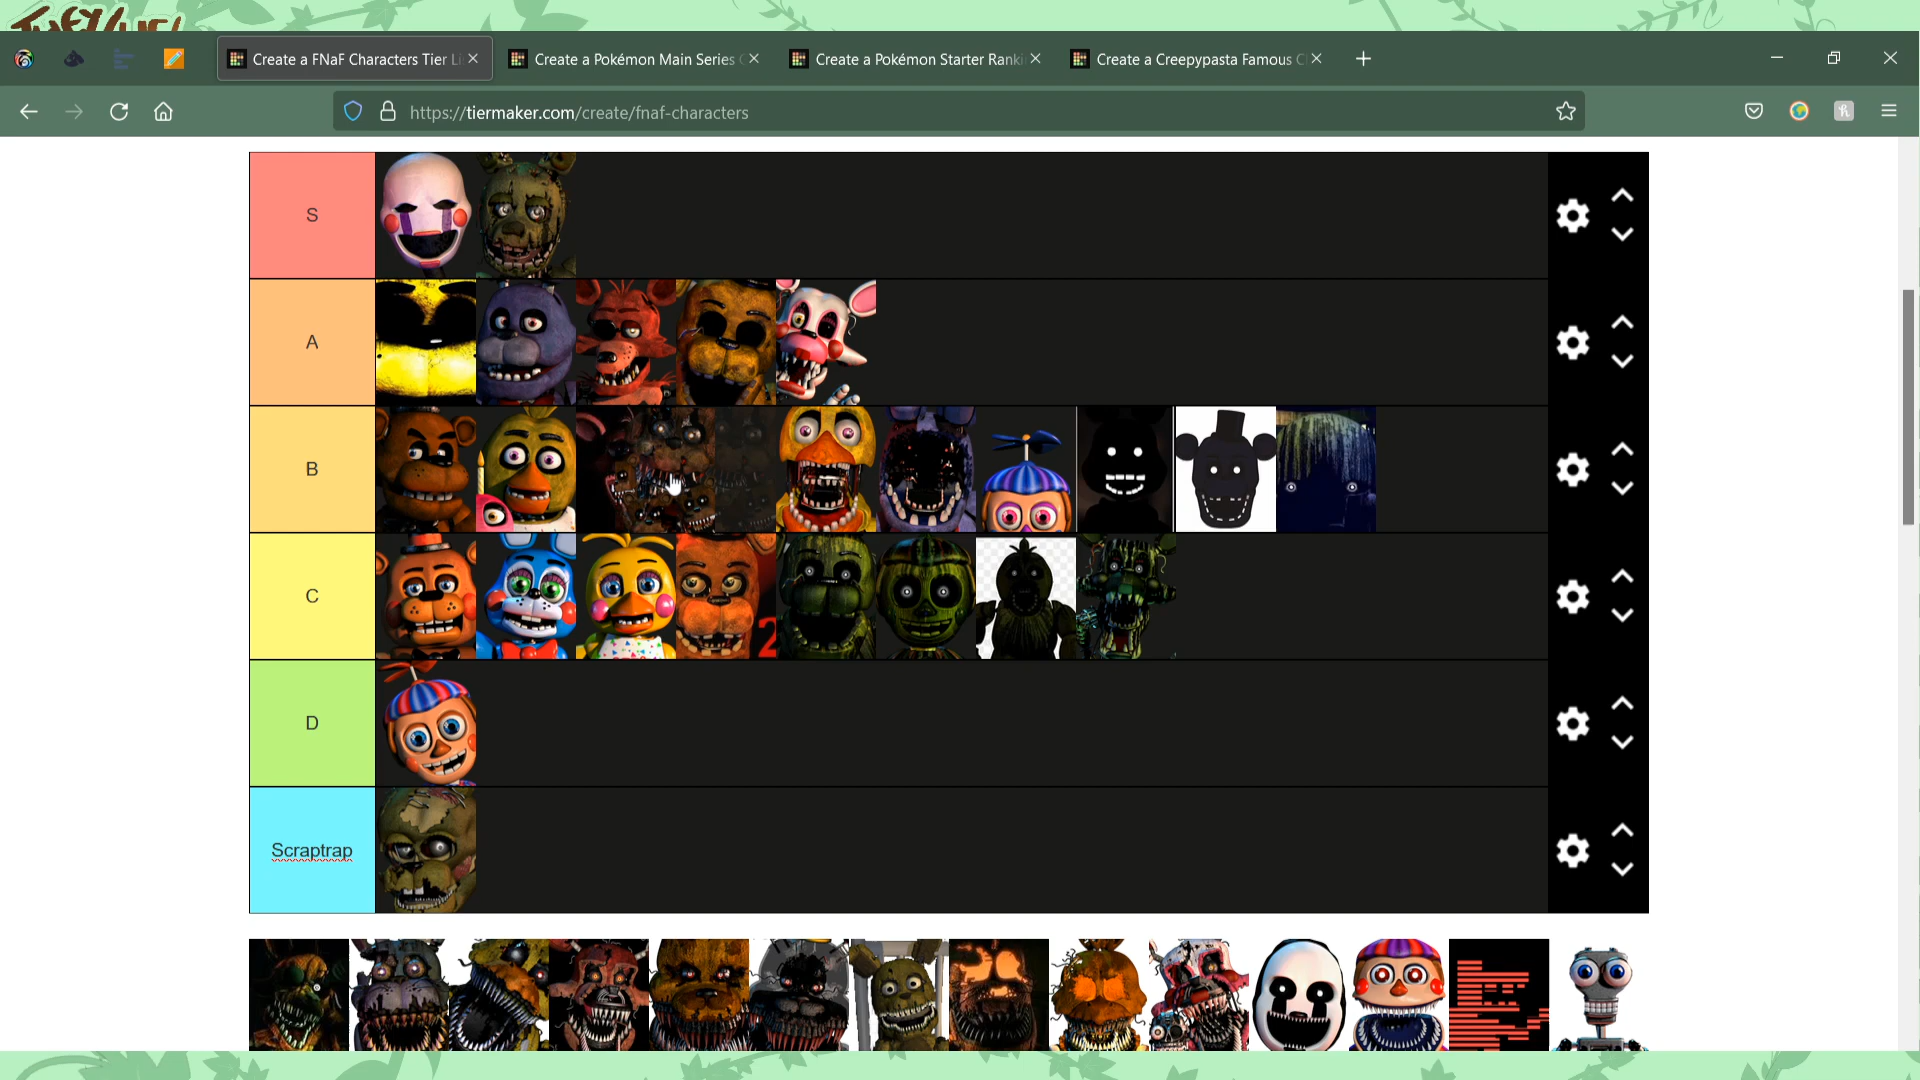 Create a FNaF Characters Tier Li
Create a Pokémon Main Series
Create a Pokémon Starter Ranki
Create a Creepypasta Famous C
https://tiermaker.com/create/fnaf-characters
S
A
B
C
2
D
Scraptrap